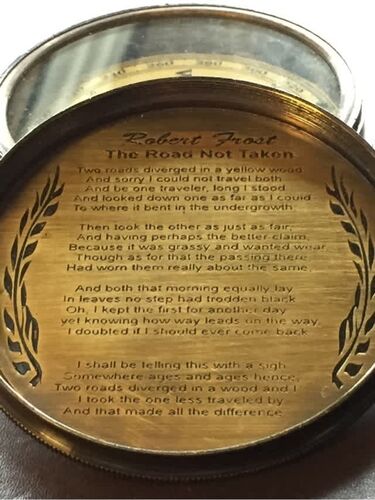 Robert Frost
The Road Not Taken
Two roads diverged in a yellow wood
And sorry I could not travel both
And be one traveler, long I stood
And looked down one as far as I could
To where it bent in the undergrowth.
Then took the other as just as fair,
And having perhaps the better claim,
Because it was grassy and wanted wear
Though as for that the passing there
Had worn them really about the same,
And both that morning equally lay
In leaves no step had trodden black
Oh, I kept the first for another day
yet knowing how way leads on the way,
I doubted if I should ever come back
I shall be telling this with a sigh
Somewhere ages and ages hence,
Two roads diverged in a wood and I
I took the one less traveled by
And that made all the difference